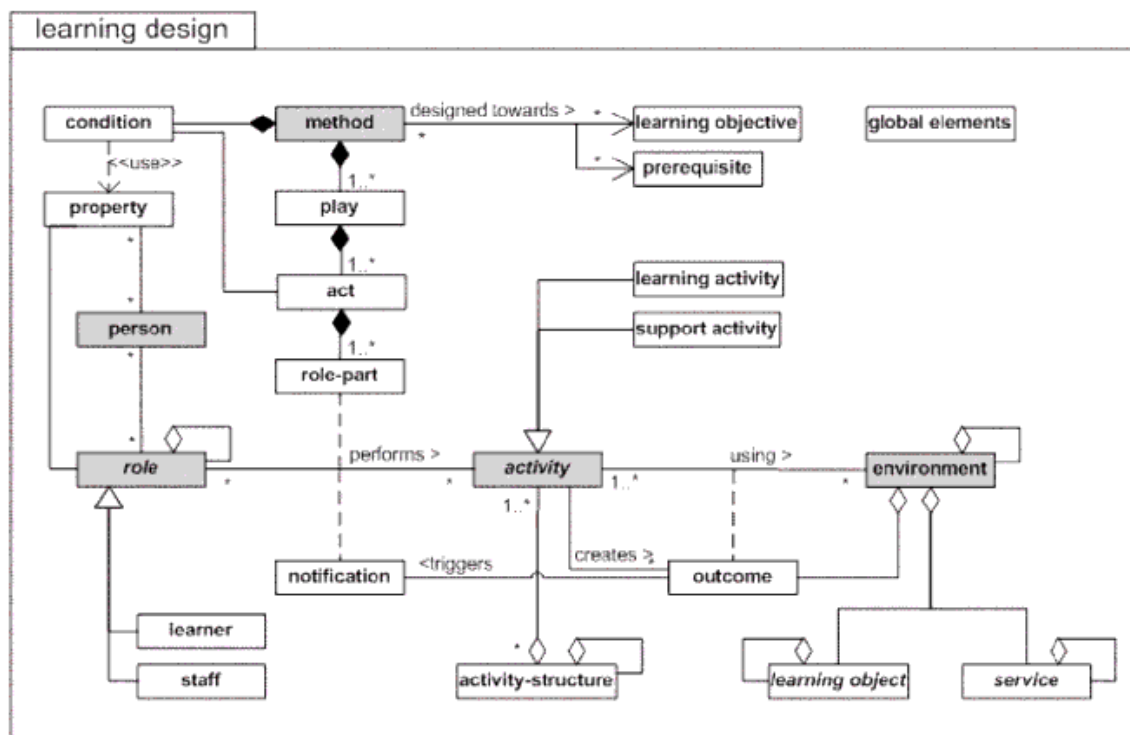 learning design
condition
method
designed towards >
*
*
learning objective
global elements
<<use>>
*
prerequisite
1..*
property
play
*
1..*
learning activity
act
*
person
support activity
*
1..*
role-part
*
role
performs >
activity
using >
environment
*
*
1..*
1..*
*
creates >
*
notification
<triggers
outcome
learner
*
staff
activity-structure
learning object
service